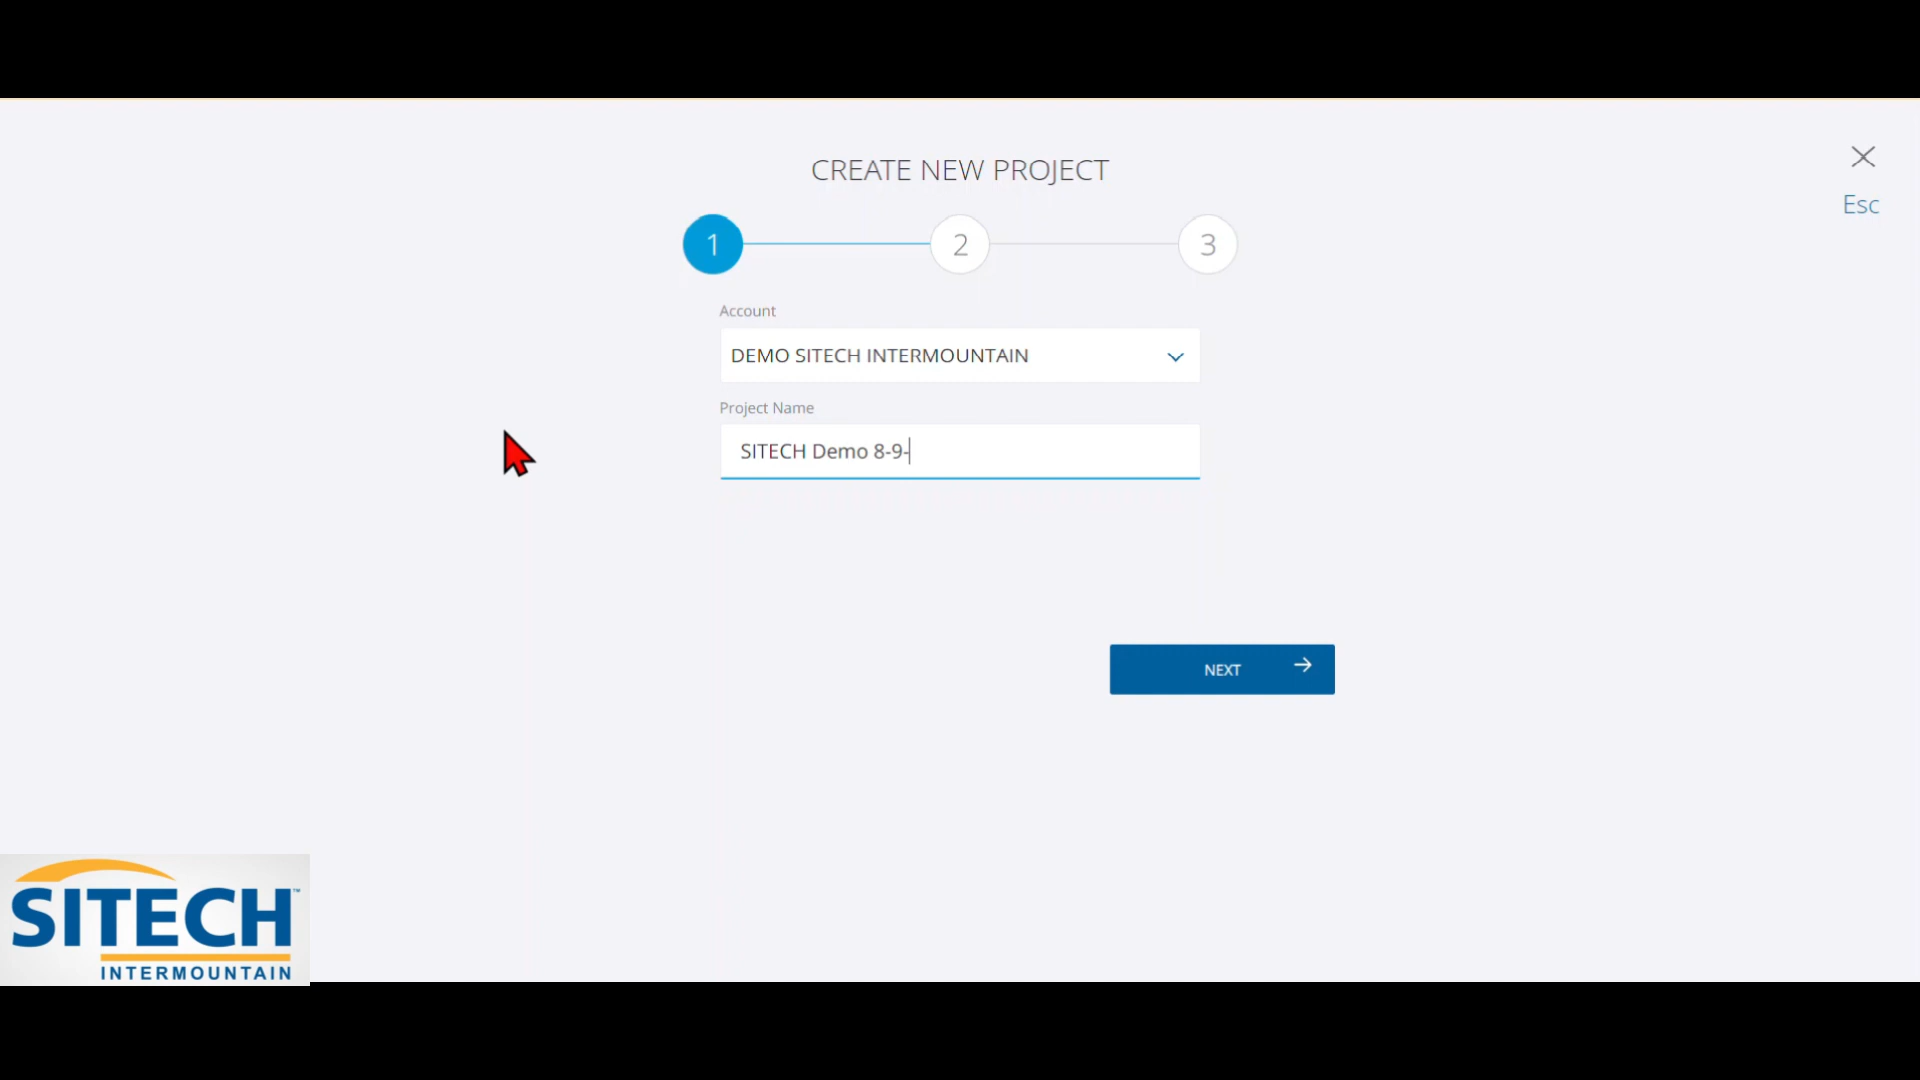 CREATE NEW PROJECT
Esc
1 2 3
Account
DEMO SITECH INTERMOUNTAIN
Project Name
SITECH Demo 8-9-
NEXT
SITECH™
INTERMOUNTAIN